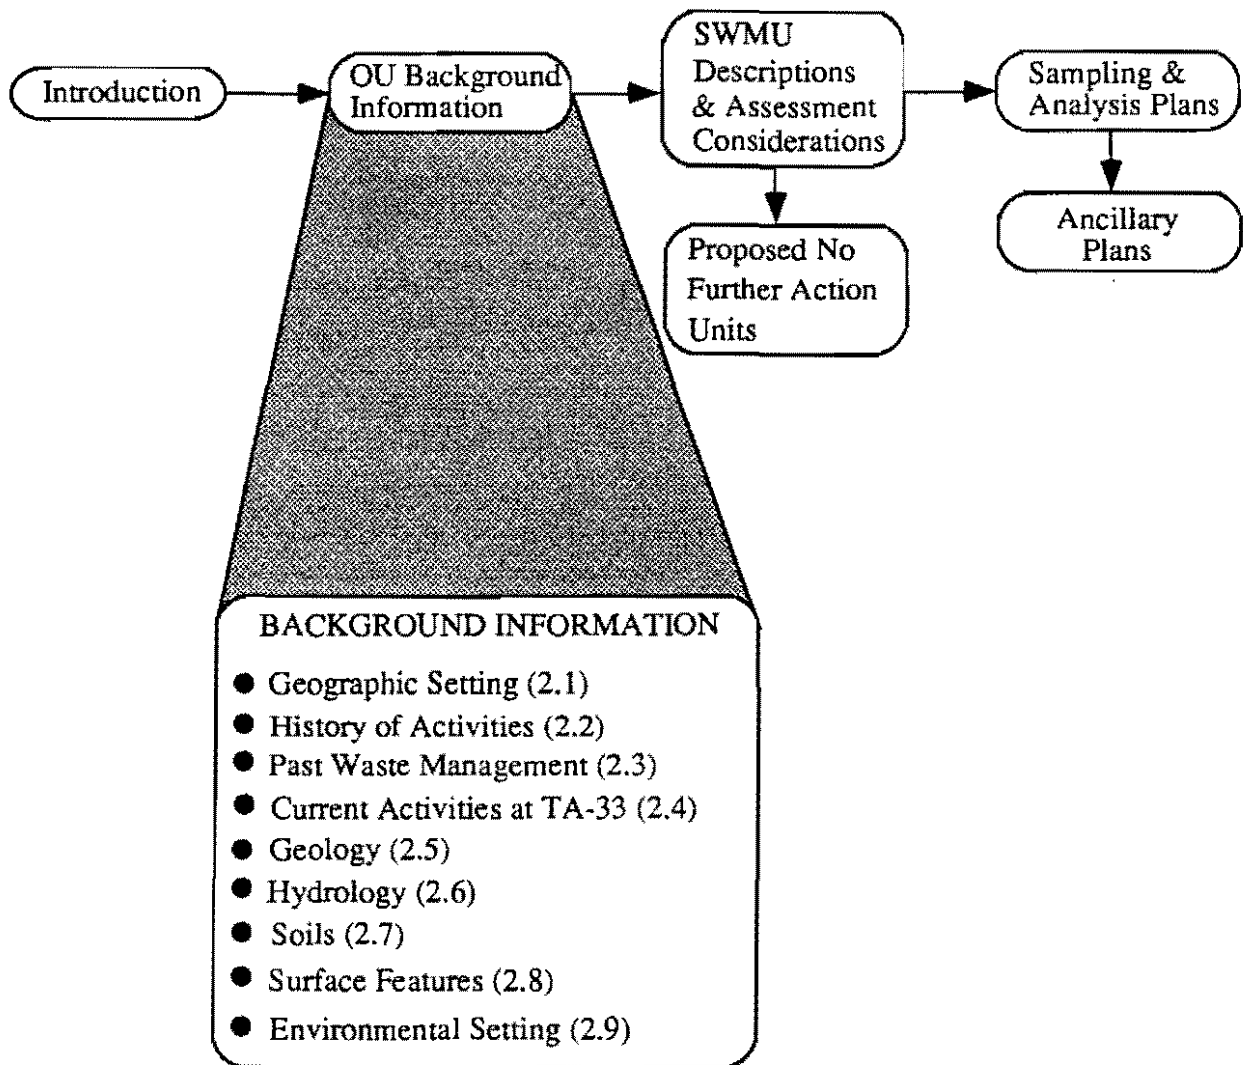 Introduction
OU Background
Information
SWMU
Descriptions
& Assessment
Considerations
Sampling &
Analysis Plans
Proposed No
Further Action
Units
Ancillary
Plans
BACKGROUND INFORMATION
● Geographic Setting (2.1)
● History of Activities (2.2)
● Past Waste Management (2.3)
● Current Activities at TA-33 (2.4)
● Geology (2.5)
● Hydrology (2.6)
● Soils (2.7)
● Surface Features (2.8)
● Environmental Setting (2.9)